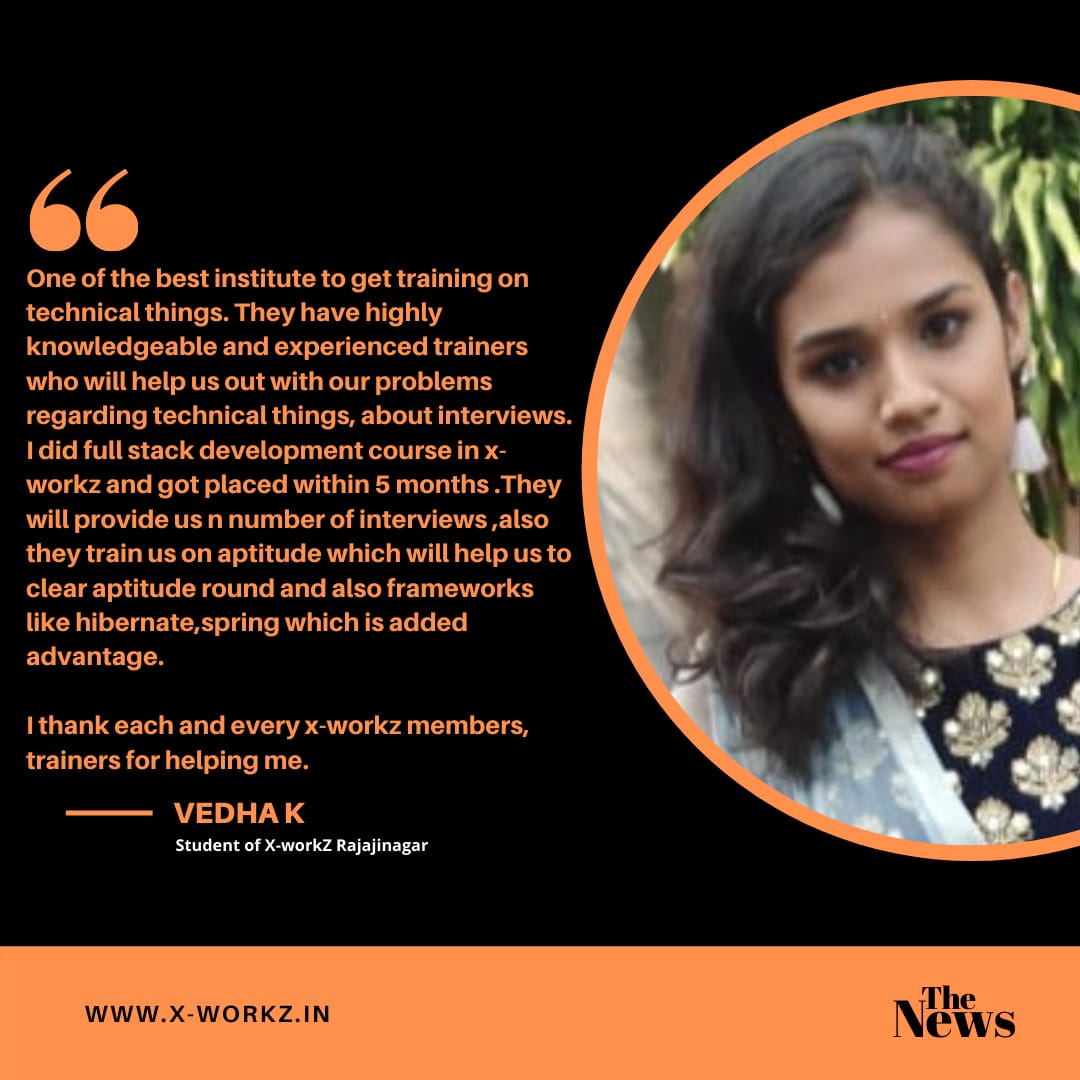 One of the best institute to get training on
technical things. They have highly
knowledgeable and experienced trainers
who will help us out with our problems
regarding technical things, about interviews.
I did full stack development course in x-
workz and got placed within 5 months .They
will provide us n number of interviews ,also
they train us on aptitude which will help us to
clear aptitude round and also frameworks
like hibernate,spring which is added
advantage.
I thank each and every x-workz members,
trainers for helping me.
VEDHA K
Student of X-workZ Rajajinagar
WWW.X-WORKZ.IN
The
News